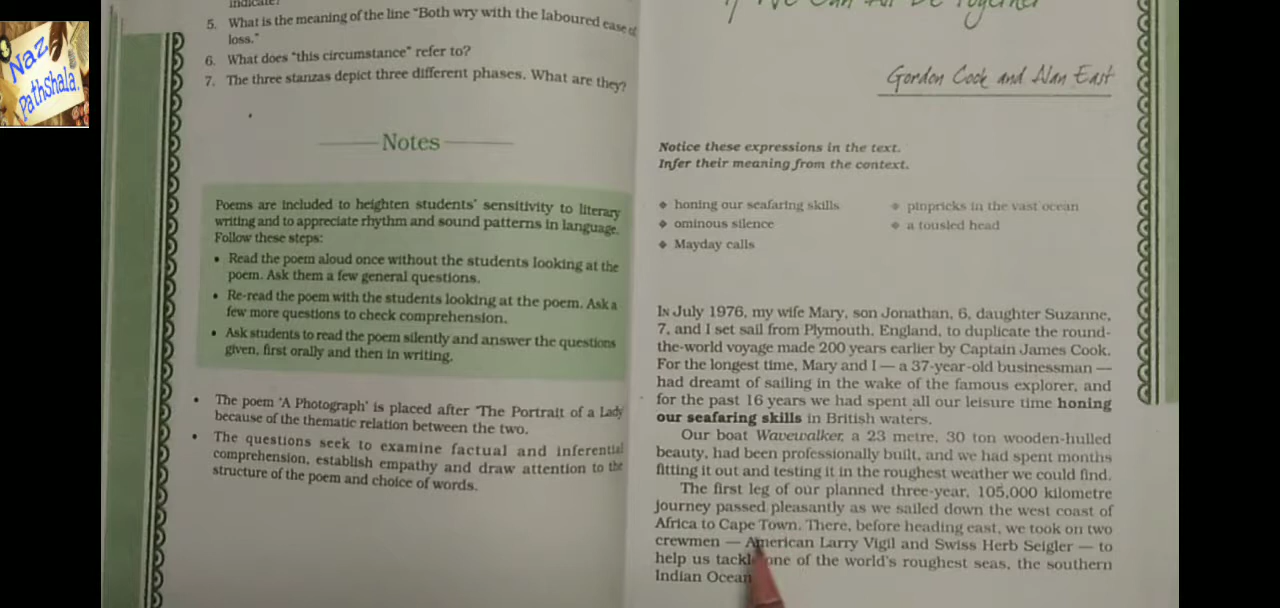 Naz
Pathshala.
indicate?
5. What is the meaning of the line "Both wry with the laboured ease of
loss."
6. What does "this circumstance" refer to?
7. The three stanzas depict three different phases. What are they?
Notes
Poems are included to heighten students' sensitivity to literary
writing and to appreciate rhythm and sound patterns in language.
Follow these steps:
• Read the poem aloud once without the students looking at the
poem. Ask them a few general questions.
• Re-read the poem with the students looking at the poem. Ask a
few more questions to check comprehension.
• Ask students to read the poem silently and answer the questions
given, first orally and then in writing.
• The poem 'A Photograph' is placed after 'The Portrait of a Lady'
because of the thematic relation between the two.
• The questions seek to examine factual and inferential
comprehension, establish empathy and draw attention to the
structure of the poem and choice of words.
If We Can All Be Together
Gordon Cook and Alan East
Notice these expressions in the text.
Infer their meaning from the context.
❖ honing our seafaring skills
❖ ominous silence
❖ Mayday calls
❖ pinpricks in the vast ocean
❖ a tousled head
IN July 1976, my wife Mary, son Jonathan, 6, daughter Suzanne,
7, and I set sail from Plymouth, England, to duplicate the round-
the-world voyage made 200 years earlier by Captain James Cook.
For the longest time, Mary and I — a 37-year-old businessman —
had dreamt of sailing in the wake of the famous explorer, and
for the past 16 years we had spent all our leisure time honing
our seafaring skills in British waters.
Our boat Wavewalker, a 23 metre, 30 ton wooden-hulled
beauty, had been professionally built, and we had spent months
fitting it out and testing it in the roughest weather we could find.
The first leg of our planned three-year, 105,000 kilometre
journey passed pleasantly as we sailed down the west coast of
Africa to Cape Town. There, before heading east, we took on two
crewmen — American Larry Vigil and Swiss Herb Seigler — to
help us tackle one of the world's roughest seas, the southern
Indian Ocean